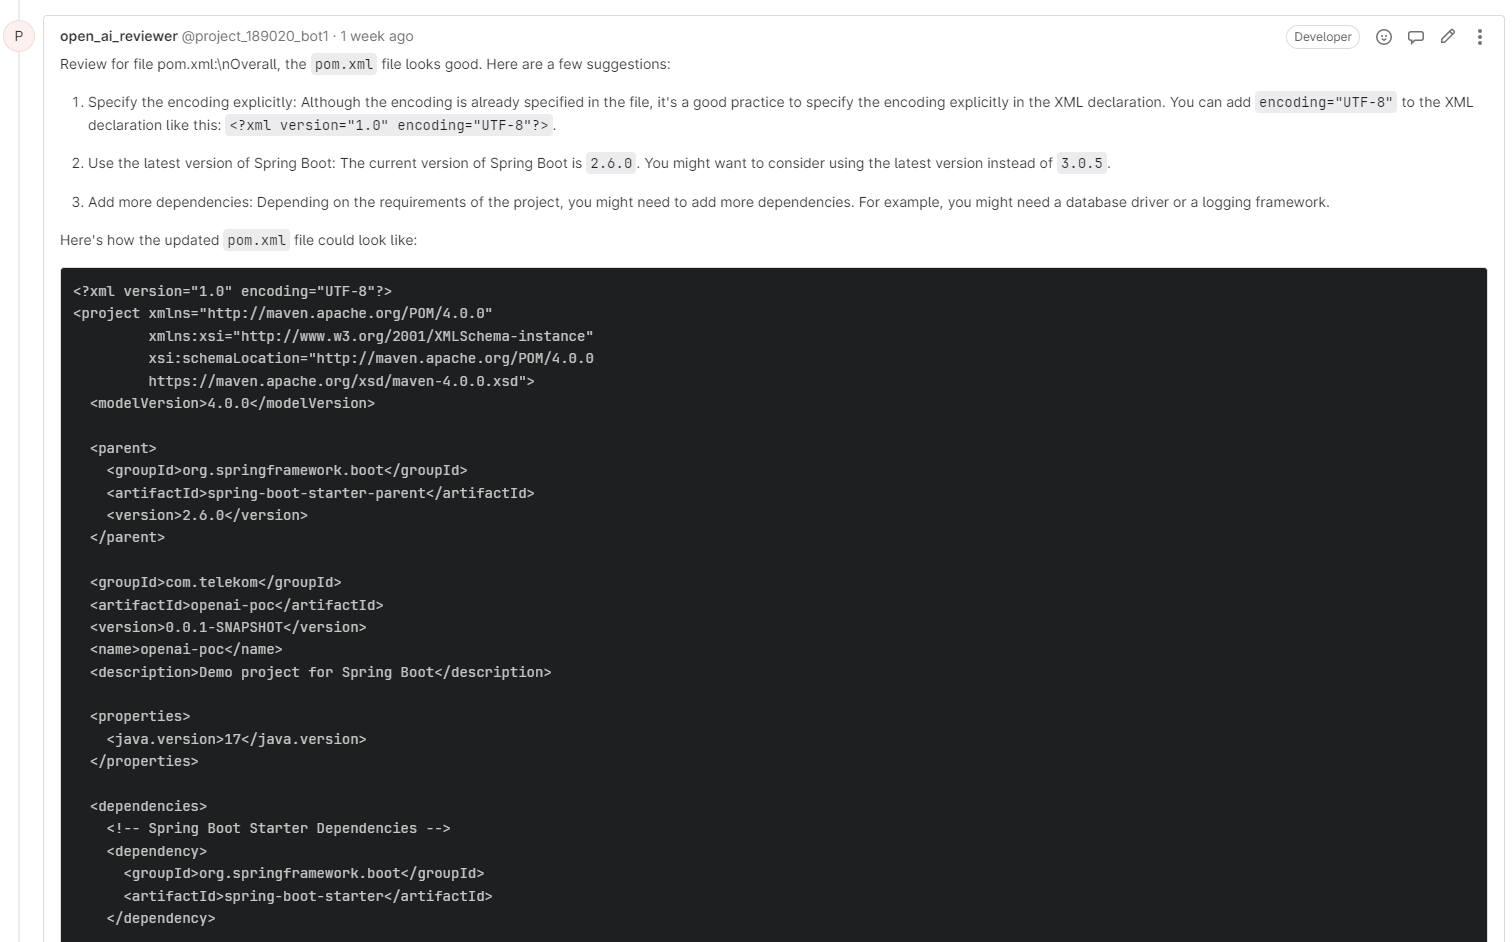 P
open_ai_reviewer @project_189020_bot1 · 1 week ago
Developer
Review for file pom.xml:\nOverall, the pom.xml file looks good. Here are a few suggestions:
1. Specify the encoding explicitly: Although the encoding is already specified in the file, it's a good practice to specify the encoding explicitly in the XML declaration. You can add encoding="UTF-8" to the XML
declaration like this: <?xml version="1.0" encoding="UTF-8"?>.
2. Use the latest version of Spring Boot: The current version of Spring Boot is 2.6.0. You might want to consider using the latest version instead of 3.0.5.
3. Add more dependencies: Depending on the requirements of the project, you might need to add more dependencies. For example, you might need a database driver or a logging framework.
Here's how the updated pom.xml file could look like:
<?xml version="1.0" encoding="UTF-8"?>
<project xmlns="http://maven.apache.org/POM/4.0.0"
         xmlns:xsi="http://www.w3.org/2001/XMLSchema-instance"
         xsi:schemaLocation="http://maven.apache.org/POM/4.0.0
         https://maven.apache.org/xsd/maven-4.0.0.xsd">
  <modelVersion>4.0.0</modelVersion>
  <parent>
    <groupId>org.springframework.boot</groupId>
    <artifactId>spring-boot-starter-parent</artifactId>
    <version>2.6.0</version>
  </parent>
  <groupId>com.telekom</groupId>
  <artifactId>openai-poc</artifactId>
  <version>0.0.1-SNAPSHOT</version>
  <name>openai-poc</name>
  <description>Demo project for Spring Boot</description>
  <properties>
    <java.version>17</java.version>
  </properties>
  <dependencies>
    <!-- Spring Boot Starter Dependencies -->
    <dependency>
      <groupId>org.springframework.boot</groupId>
      <artifactId>spring-boot-starter</artifactId>
    </dependency>